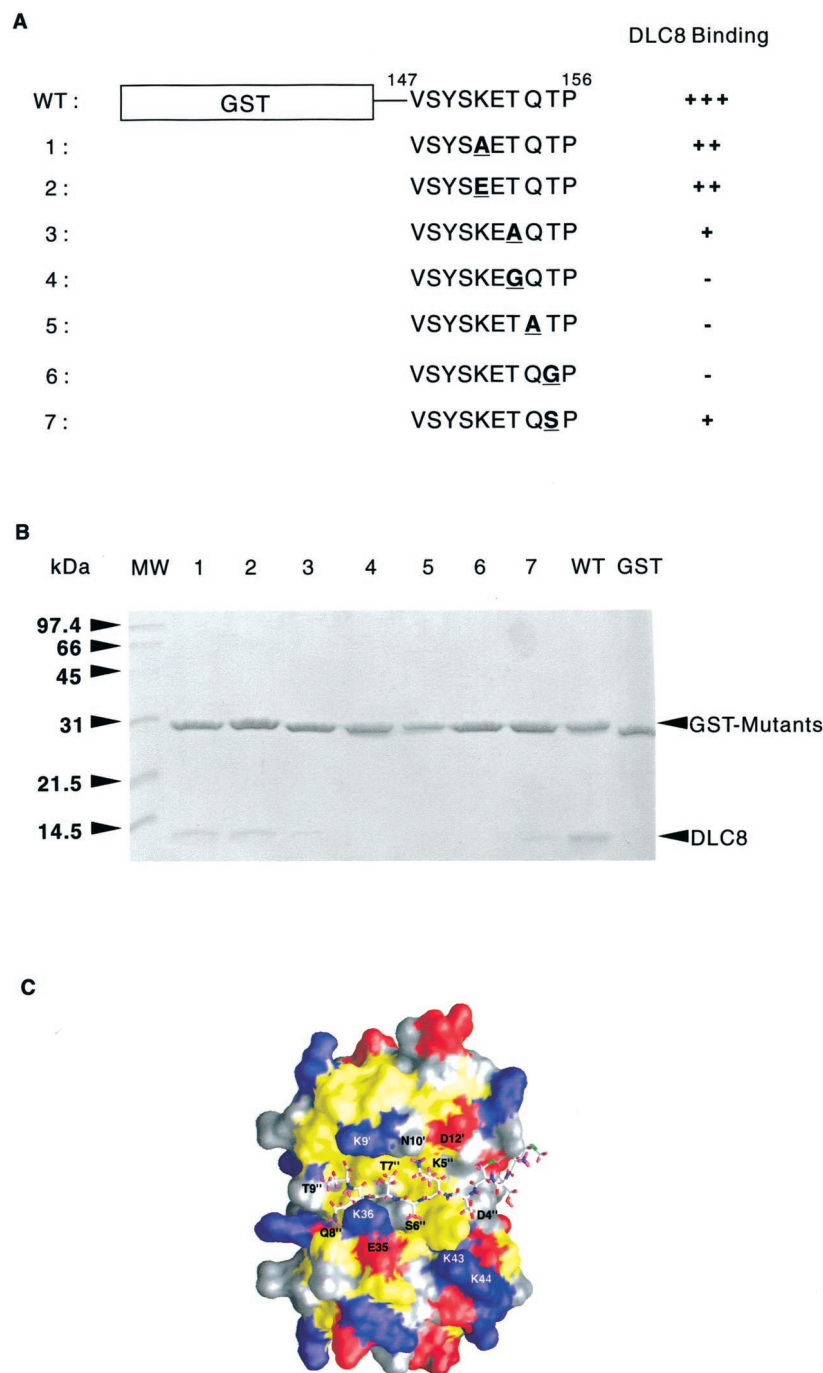 A
DLC8 Binding
147 156
WT : GST VSYSKETQTP +++
1 : VSYSAETQTP ++
2 : VSYSEETQTP ++
3 : VSYSKEAQTP +
4 : VSYSKEGQTP -
5 : VSYSKETATP -
6 : VSYSKETQGP -
7 : VSYSKETQSP +
B
kDa MW 1 2 3 4 5 6 7 WT GST
97.4
66
45
31 GST-Mutants
21.5
14.5 DLC8
C
K9' N10' D12'
T7'' K5''
T9''
K36 D4''
Q8'' S6''
E35
K43
K44